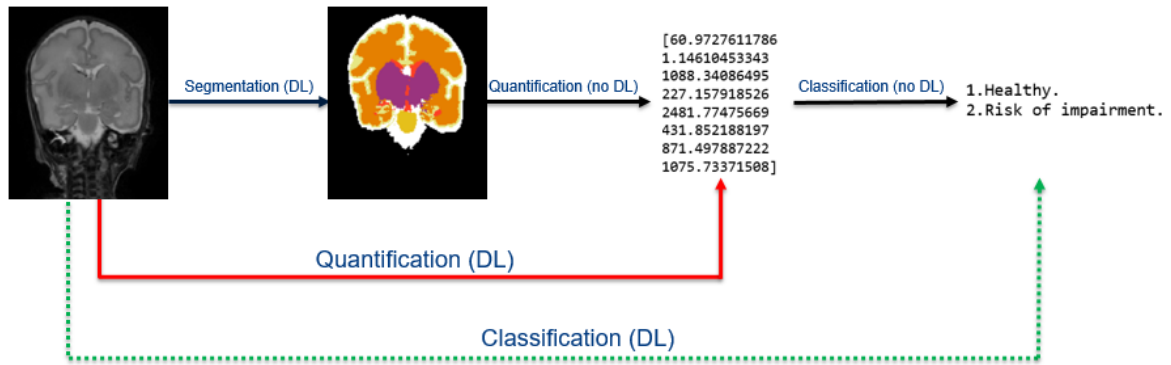 Segmentation (DL)
Quantification (no DL)
[60.9727611786
1.14610453343
1088.34086495
227.157918526
2481.77475669
431.852188197
871.497887222
1075.73371508]
Classification (no DL)
1.Healthy.
2.Risk of impairment.
Quantification (DL)
Classification (DL)